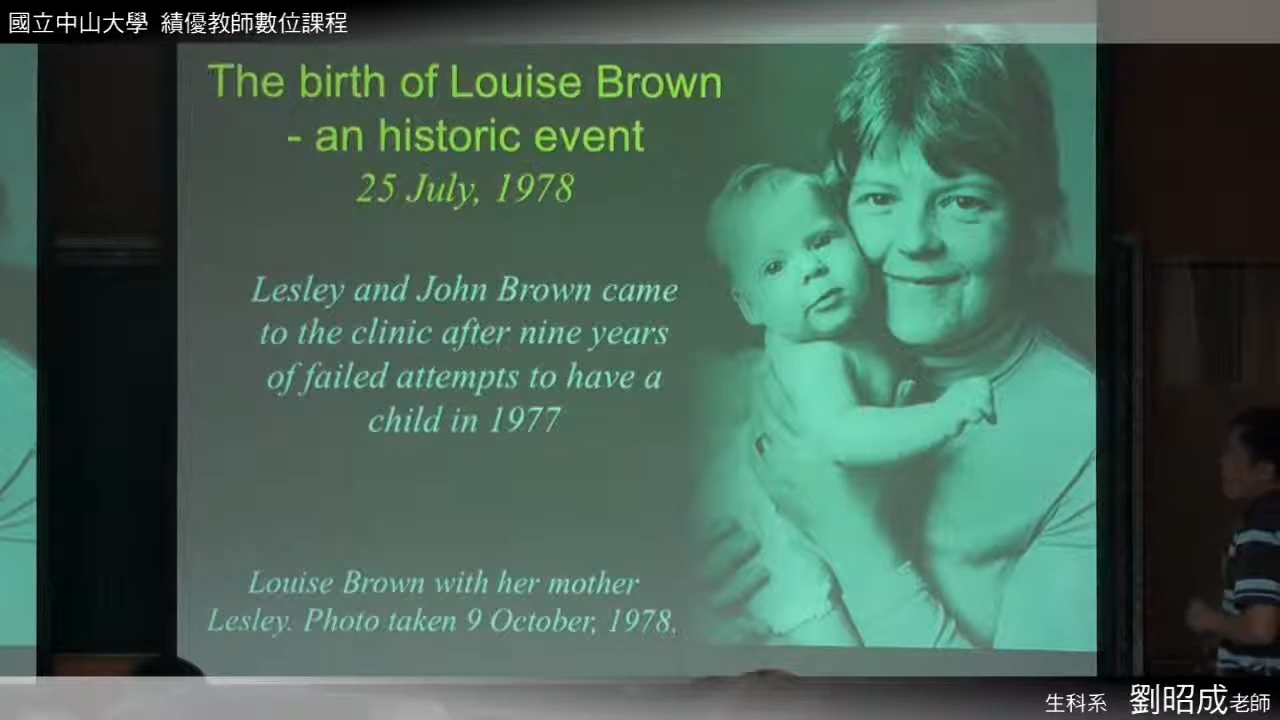 國立中山大學 績優教師數位課程
The birth of Louise Brown
- an historic event
25 July, 1978
Lesley and John Brown came
to the clinic after nine years
of failed attempts to have a
child in 1977
Louise Brown with her mother
Lesley. Photo taken 9 October, 1978,
生科系 劉昭成老師